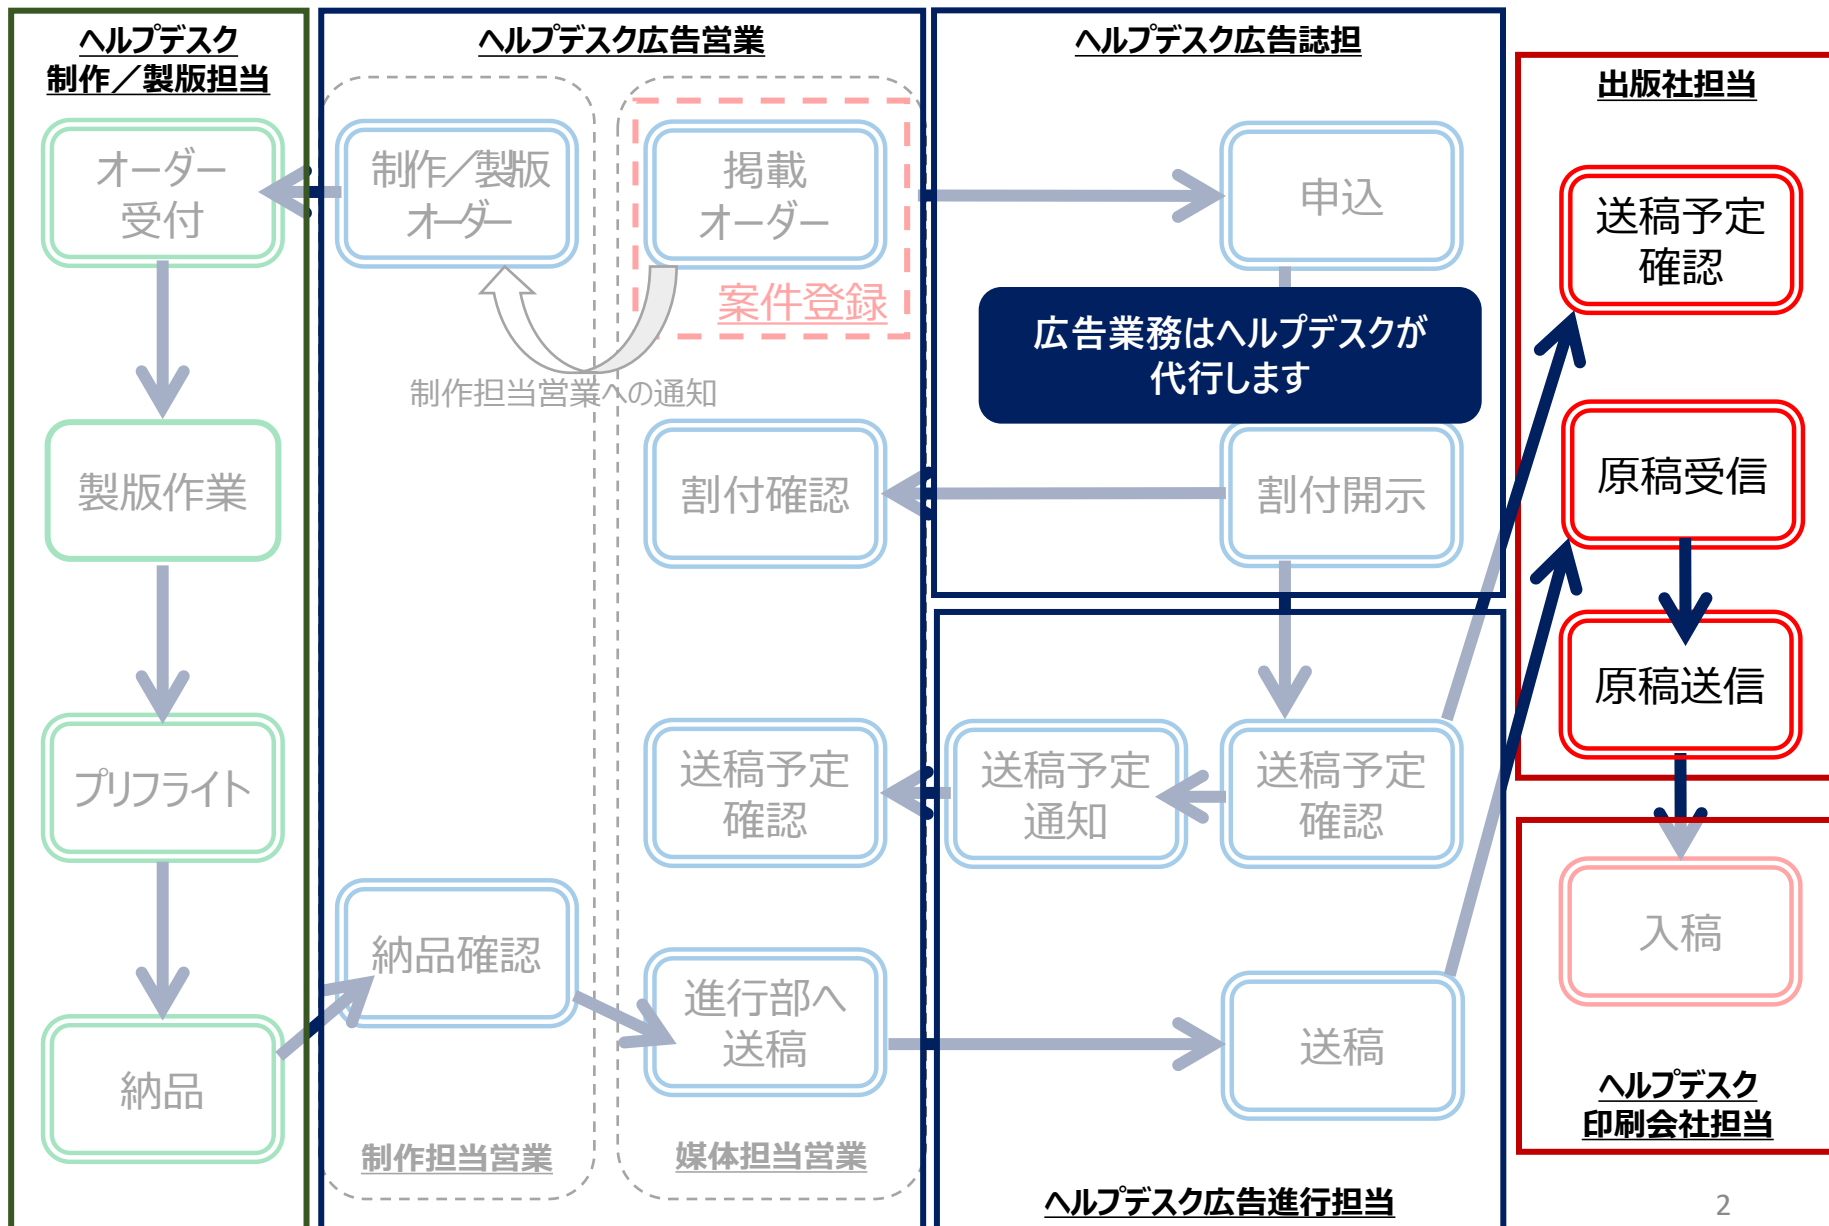 ヘルプデスク
制作／製版担当
オーダー
受付
製版作業
プリフライト
納品
ヘルプデスク広告営業
制作／製版
オーダー
掲載
オーダー
案件登録
制作担当営業への通知
割付確認
送稿予定
確認
納品確認
進行部へ
送稿
制作担当営業
媒体担当営業
ヘルプデスク広告誌担
申込
広告業務はヘルプデスクが
代行します
割付開示
送稿予定
通知
送稿予定
確認
送稿
ヘルプデスク広告進行担当
出版社担当
送稿予定
確認
原稿受信
原稿送信
入稿
ヘルプデスク
印刷会社担当
2